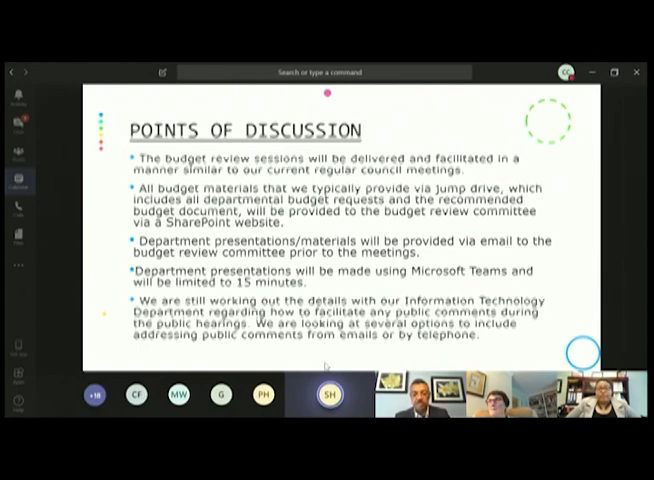 Search or type a command
CC
POINTS OF DISCUSSION
The budget review sessions will be delivered and facilitated in a
manner similar to our current regular council meetings.
All budget materials that we typically provide via jump drive, which
includes all departmental budget requests and the recommended
budget document, will be provided to the budget review committee
via a SharePoint website.
Department presentations/materials will be provided via email to the
budget review committee prior to the meetings.
Department presentations will be made using Microsoft Teams and
will be limited to 15 minutes.
We are still working out the details with our Information Technology
Department regarding how to facilitate any public comments during
the public hearings. We are looking at several options to include
addressing public comments from emails or by telephone.
+18
CF
MW
G
PH
SH